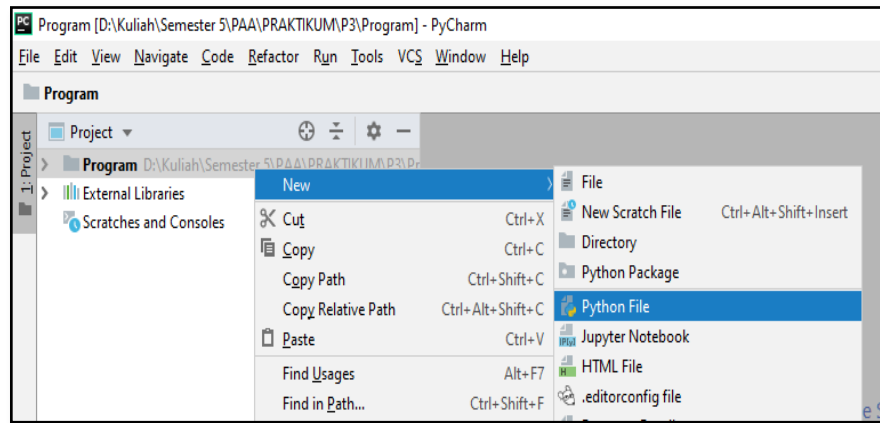 PC Program [D:\Kuliah\Semester 5\PAA\PRAKTIKUM\P3\Program] - PyCharm
File Edit View Navigate Code Refactor Run Tools VCS Window Help
Program
1: Project
Project
Program D:\Kuliah\Semester 5\PAA\PRAKTIKUM\P3\Pr
External Libraries
Scratches and Consoles
New
Cut Ctrl+X
Copy Ctrl+C
Copy Path Ctrl+Shift+C
Copy Relative Path Ctrl+Alt+Shift+C
Paste Ctrl+V
Find Usages Alt+F7
Find in Path... Ctrl+Shift+F
File
New Scratch File Ctrl+Alt+Shift+Insert
Directory
Python Package
Python File
Jupyter Notebook
HTML File
.editorconfig file